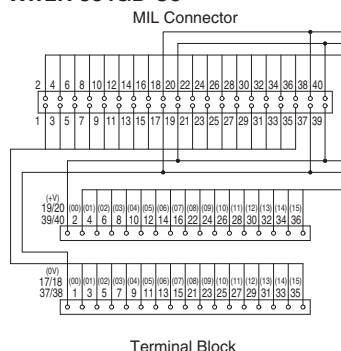 MIL Connector
2 4 6 8 10 12 14 16 18 20 22 24 26 28 30 32 34 36 38 40
1 3 5 7 9 11 13 15 17 19 21 23 25 27 29 31 33 35 37 39
(+V)
19/20 (00) (01) (02) (03) (04) (05) (06) (07) (08) (09) (10) (11) (12) (13) (14) (15)
39/40 2 4 6 8 10 12 14 16 22 24 26 28 30 32 34 36
(0V)
17/18 (00) (01) (02) (03) (04) (05) (06) (07) (08) (09) (10) (11) (12) (13) (14) (15)
37/38 1 3 5 7 9 11 13 15 21 23 25 27 29 31 33 35
Terminal Block